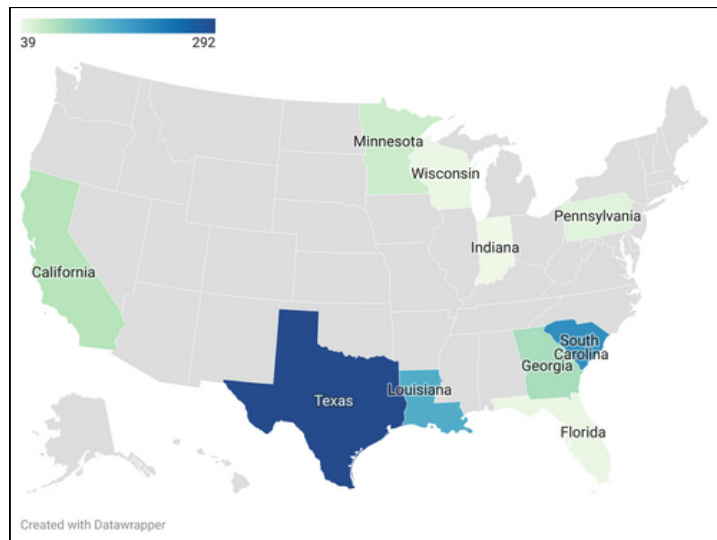 39 292
Minnesota
Wisconsin
Pennsylvania
Indiana
California
South
Carolina
Georgia
Louisiana
Texas
Florida
Created with Datawrapper